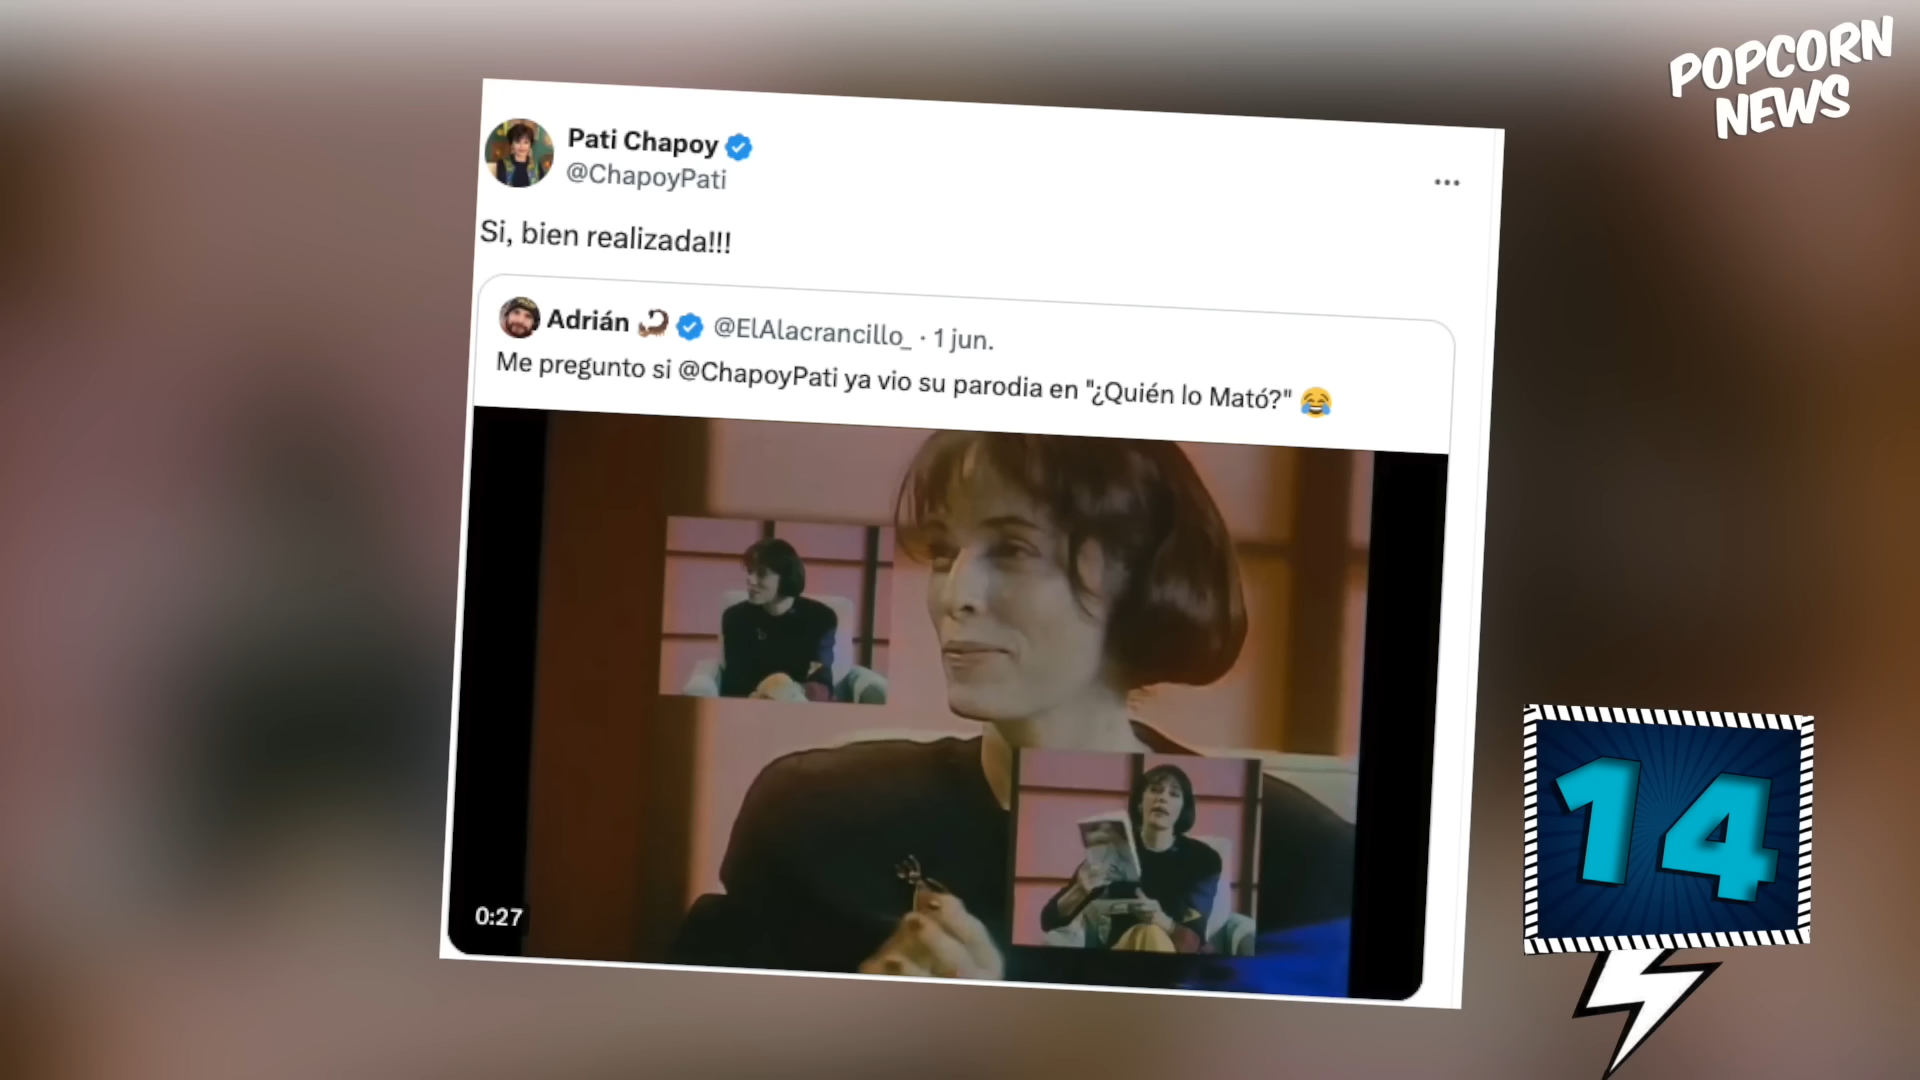 POPCORN
NEWS
Pati Chapoy
@ChapoyPati
Si, bien realizada!!!
Adrián 🦂 @ElAlacrancillo_ · 1 jun.
Me pregunto si @ChapoyPati ya vio su parodia en "¿Quién lo Mató?" 😂
0:27
14